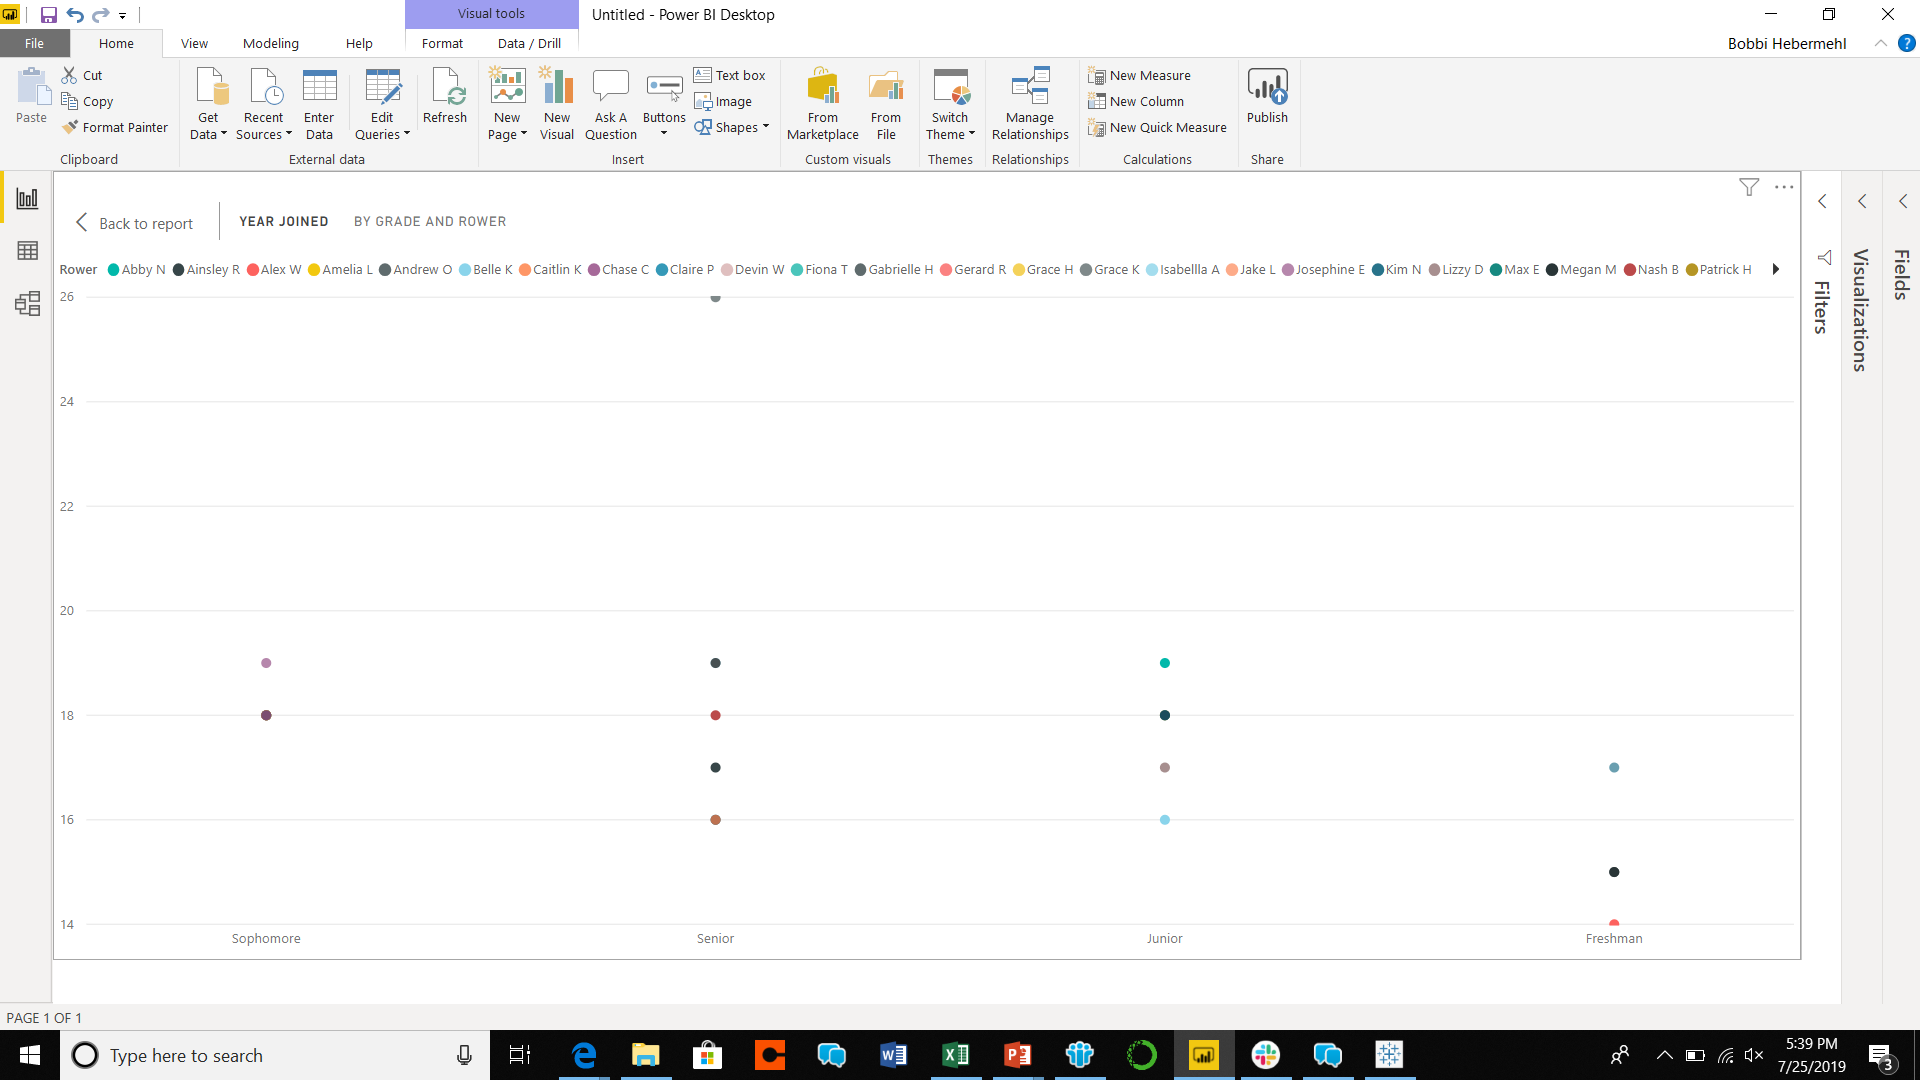 Visual tools
Untitled - Power BI Desktop
File Home View Modeling Help Format Data / Drill Bobbi Hebermehl ?
Paste
Cut
Copy
Format Painter
Clipboard
Get Data
Recent Sources
Enter Data
Edit Queries
Refresh
External data
New Page
New Visual
Ask A Question
Buttons
Text box
Image
Shapes
Insert
From Marketplace
From File
Custom visuals
Switch Theme
Themes
Manage Relationships
Relationships
New Measure
New Column
New Quick Measure
Calculations
Publish
Share
Back to report YEAR JOINED BY GRADE AND ROWER
Rower Abby N Ainsley R Alex W Amelia L Andrew O Belle K Caitlin K Chase C Claire P Devin W Fiona T Gabrielle H Gerard R Grace H Grace K Isabellla A Jake L Josephine E Kim N Lizzy D Max E Megan M Nash B Patrick H
26
24
22
20
18
16
14
Sophomore Senior Junior Freshman
Filters
Visualizations
Fields
PAGE 1 OF 1
Type here to search
5:39 PM
7/25/2019
3